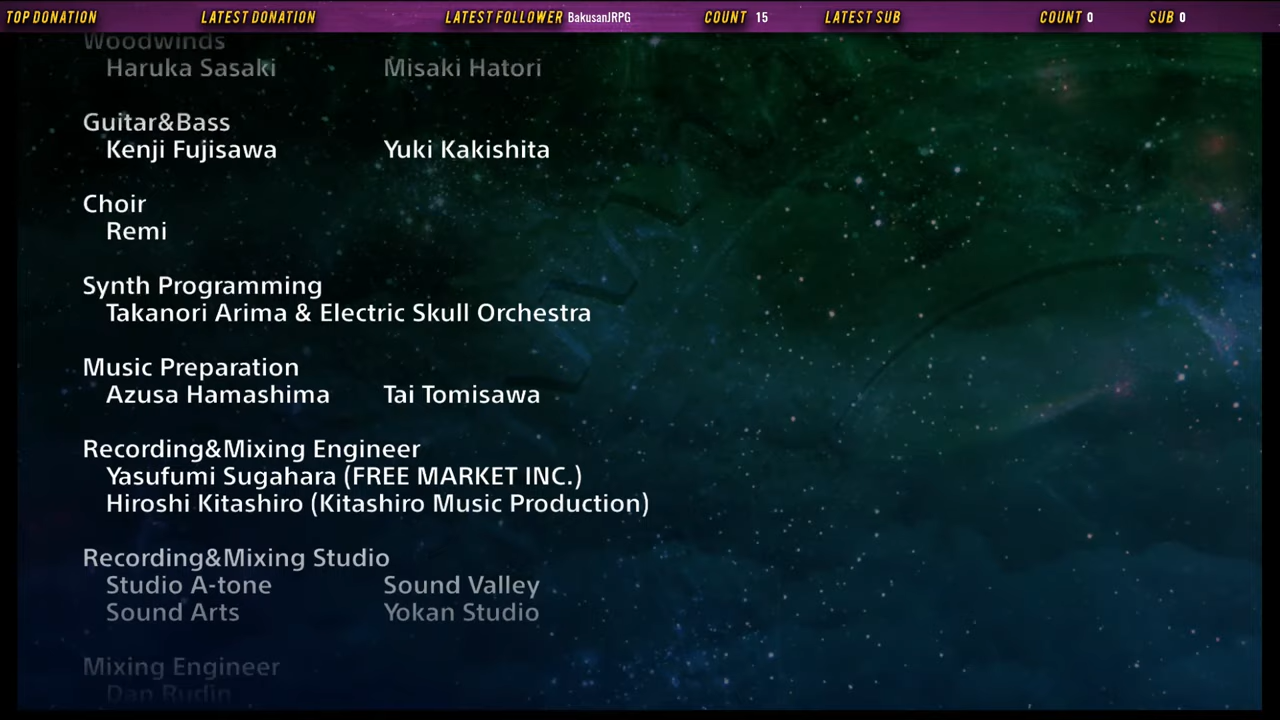 TOP DONATION LATEST DONATION LATEST FOLLOWER BakusanJRPG COUNT 15 LATEST SUB COUNT 0 SUB 0
Woodwinds
Haruka Sasaki Misaki Hatori
Guitar&Bass
Kenji Fujisawa Yuki Kakishita
Choir
Remi
Synth Programming
Takanori Arima & Electric Skull Orchestra
Music Preparation
Azusa Hamashima Tai Tomisawa
Recording&Mixing Engineer
Yasufumi Sugahara (FREE MARKET INC.)
Hiroshi Kitashiro (Kitashiro Music Production)
Recording&Mixing Studio
Studio A-tone Sound Valley
Sound Arts Yokan Studio
Mixing Engineer
Dan Rudin